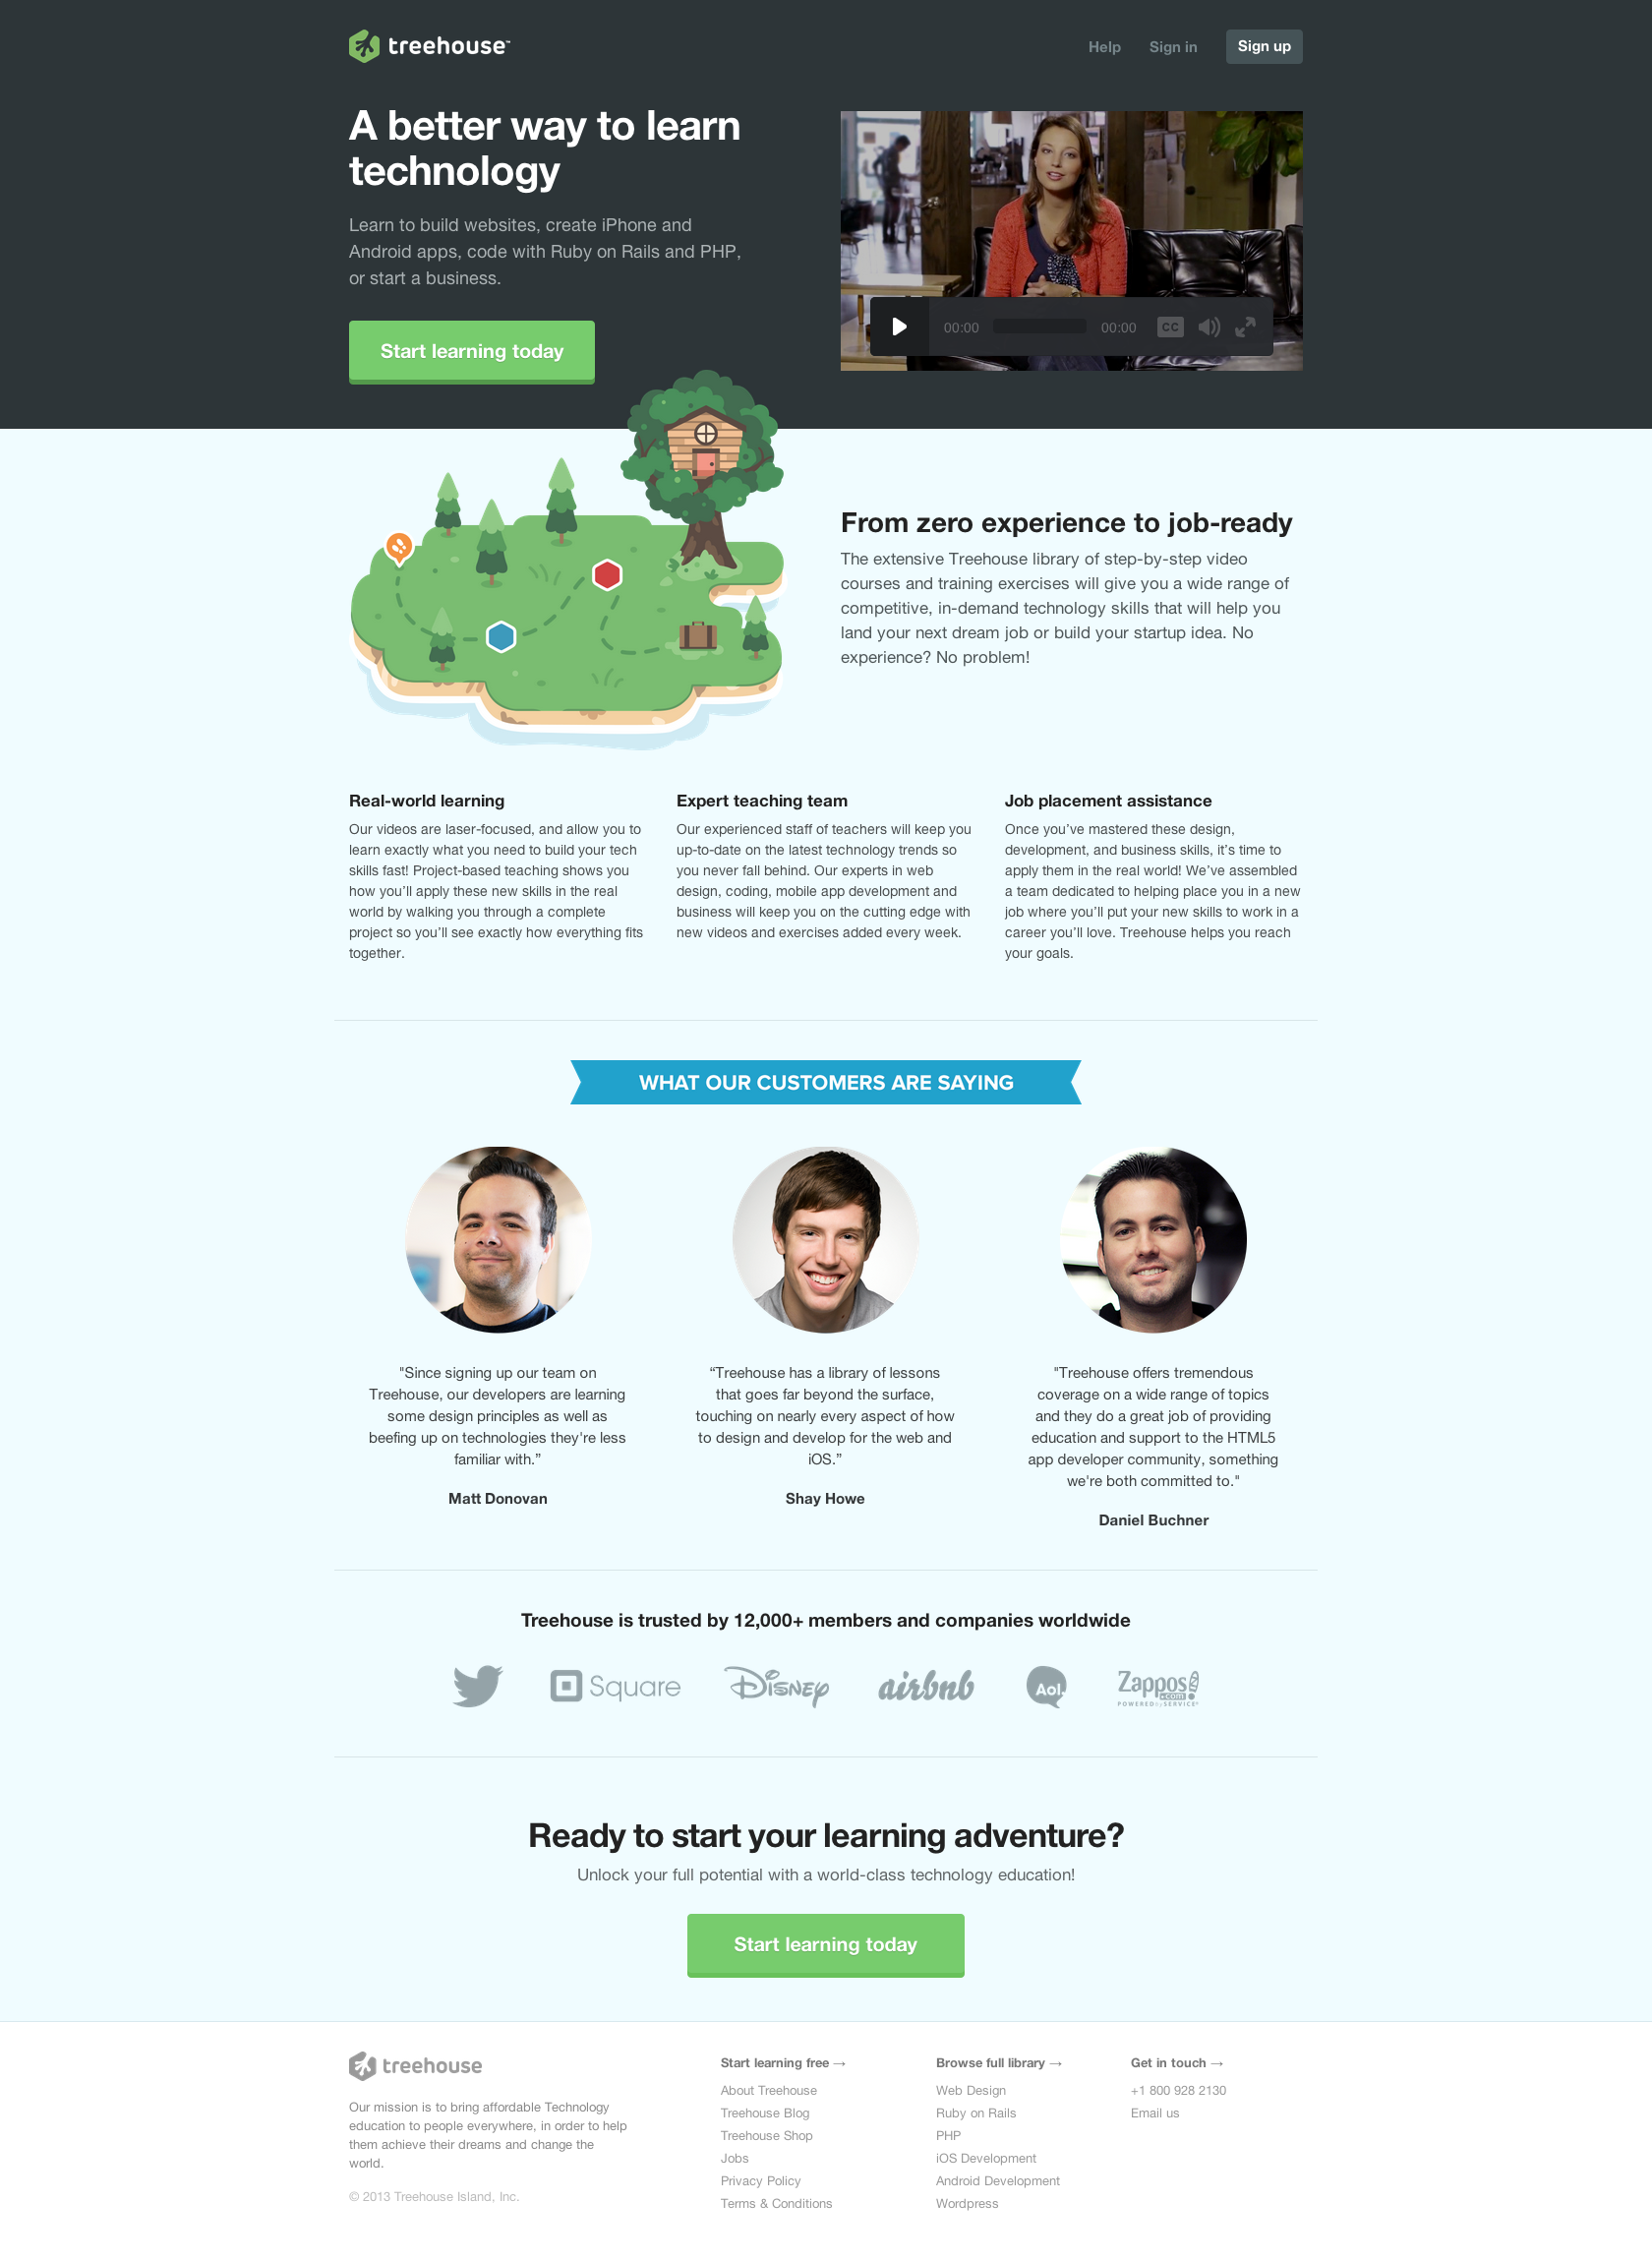 treehouse™
Help
Sign in
Sign up
A better way to learn
technology
Learn to build websites, create iPhone and
Android apps, code with Ruby on Rails and PHP,
or start a business.
Start learning today
00:00
00:00
CC
From zero experience to job-ready
The extensive Treehouse library of step-by-step video
courses and training exercises will give you a wide range of
competitive, in-demand technology skills that will help you
land your next dream job or build your startup idea. No
experience? No problem!
Real-world learning
Our videos are laser-focused, and allow you to
learn exactly what you need to build your tech
skills fast! Project-based teaching shows you
how you’ll apply these new skills in the real
world by walking you through a complete
project so you’ll see exactly how everything fits
together.
Expert teaching team
Our experienced staff of teachers will keep you
up-to-date on the latest technology trends so
you never fall behind. Our experts in web
design, coding, mobile app development and
business will keep you on the cutting edge with
new videos and exercises added every week.
Job placement assistance
Once you’ve mastered these design,
development, and business skills, it’s time to
apply them in the real world! We’ve assembled
a team dedicated to helping place you in a new
job where you’ll put your new skills to work in a
career you’ll love. Treehouse helps you reach
your goals.
WHAT OUR CUSTOMERS ARE SAYING
"Since signing up our team on
Treehouse, our developers are learning
some design principles as well as
beefing up on technologies they're less
familiar with.”
Matt Donovan
“Treehouse has a library of lessons
that goes far beyond the surface,
touching on nearly every aspect of how
to design and develop for the web and
iOS.”
Shay Howe
"Treehouse offers tremendous
coverage on a wide range of topics
and they do a great job of providing
education and support to the HTML5
app developer community, something
we're both committed to."
Daniel Buchner
Treehouse is trusted by 12,000+ members and companies worldwide
Square
Disney
airbnb
Aol.
Zappos
.com
POWERED by SERVICE
Ready to start your learning adventure?
Unlock your full potential with a world-class technology education!
Start learning today
treehouse
Our mission is to bring affordable Technology
education to people everywhere, in order to help
them achieve their dreams and change the
world.
© 2013 Treehouse Island, Inc.
Start learning free →
About Treehouse
Treehouse Blog
Treehouse Shop
Jobs
Privacy Policy
Terms & Conditions
Browse full library →
Web Design
Ruby on Rails
PHP
iOS Development
Android Development
Wordpress
Get in touch →
+1 800 928 2130
Email us